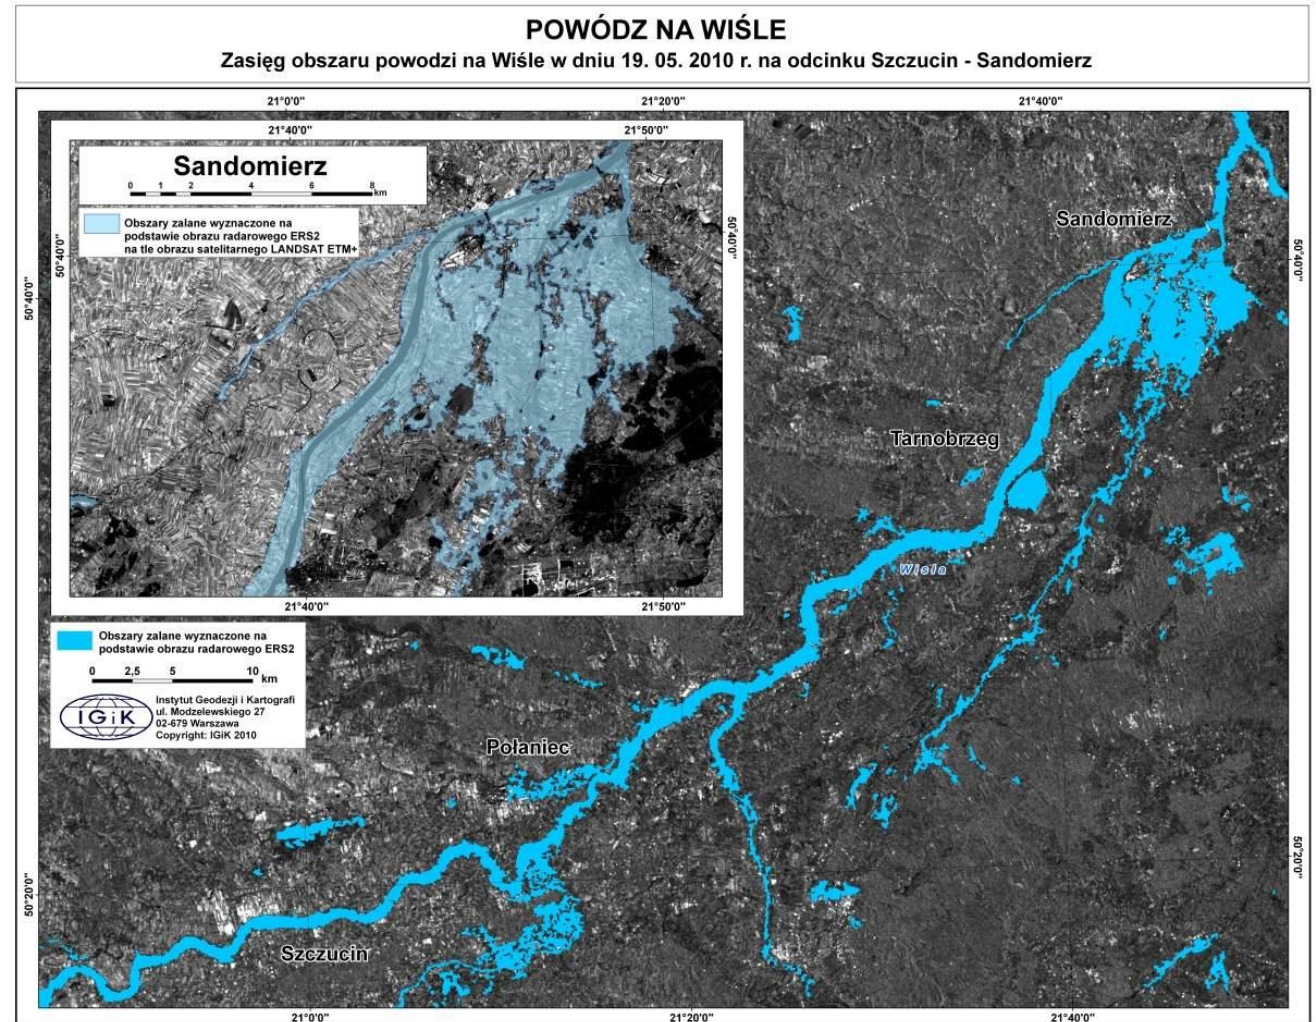 POWÓDZ NA WIŚLE
Zasięg obszaru powodzi na Wiśle w dniu 19. 05. 2010 r. na odcinku Szczucin - Sandomierz
21°0'0"
21°20'0"
21°40'0"
21°40'0"
21°50'0"
Sandomierz
0 1 2 4 6 8 km
Obszary zalane wyznaczone na
podstawie obrazu radarowego ERS2
na tle obrazu satelitarnego LANDSAT ETM+
50°40'0"
50°40'0"
50°40'0"
50°40'0"
Sandomierz
Tarnobrzeg
Wisła
21°40'0"
21°50'0"
Obszary zalane wyznaczone na
podstawie obrazu radarowego ERS2
0 2,5 5 10 km
IGiK
Instytut Geodezji i Kartografi
ul. Modzelewskiego 27
02-679 Warszawa
Copyright: IGiK 2010
Połaniec
50°20'0"
50°20'0"
Szczucin
21°0'0"
21°20'0"
21°40'0"